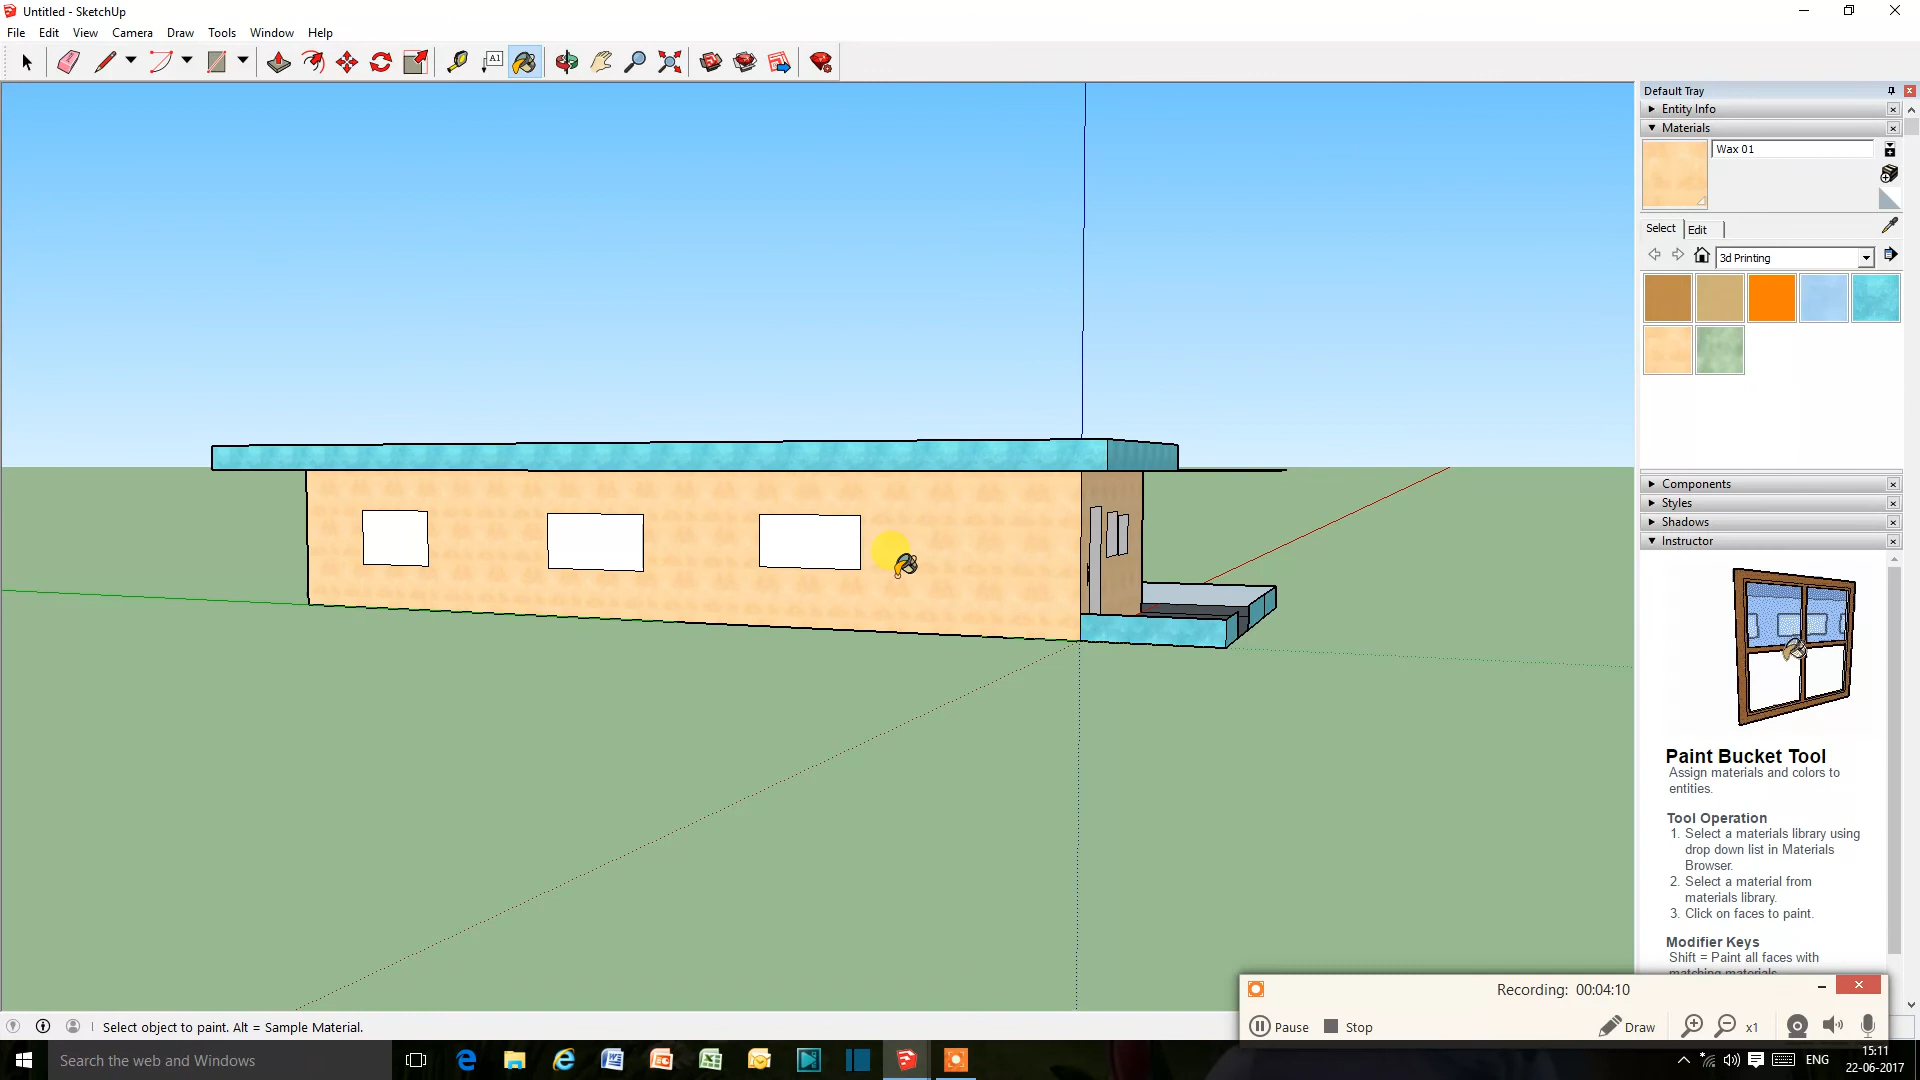 Untitled - SketchUp
File Edit View Camera Draw Tools Window Help
A1
Default Tray
Entity Info
Materials
Wax 01
Select Edit
3d Printing
Components
Styles
Shadows
Instructor
Paint Bucket Tool
Assign materials and colors to
entities.
Tool Operation
1. Select a materials library using
drop down list in Materials
Browser.
2. Select a material from
materials library.
3. Click on faces to paint.
Modifier Keys
Shift = Paint all faces with
matching materials
Recording: 00:04:10
Pause Stop Draw x1
Select object to paint. Alt = Sample Material.
Search the web and Windows
ENG
15:11
22-06-2017